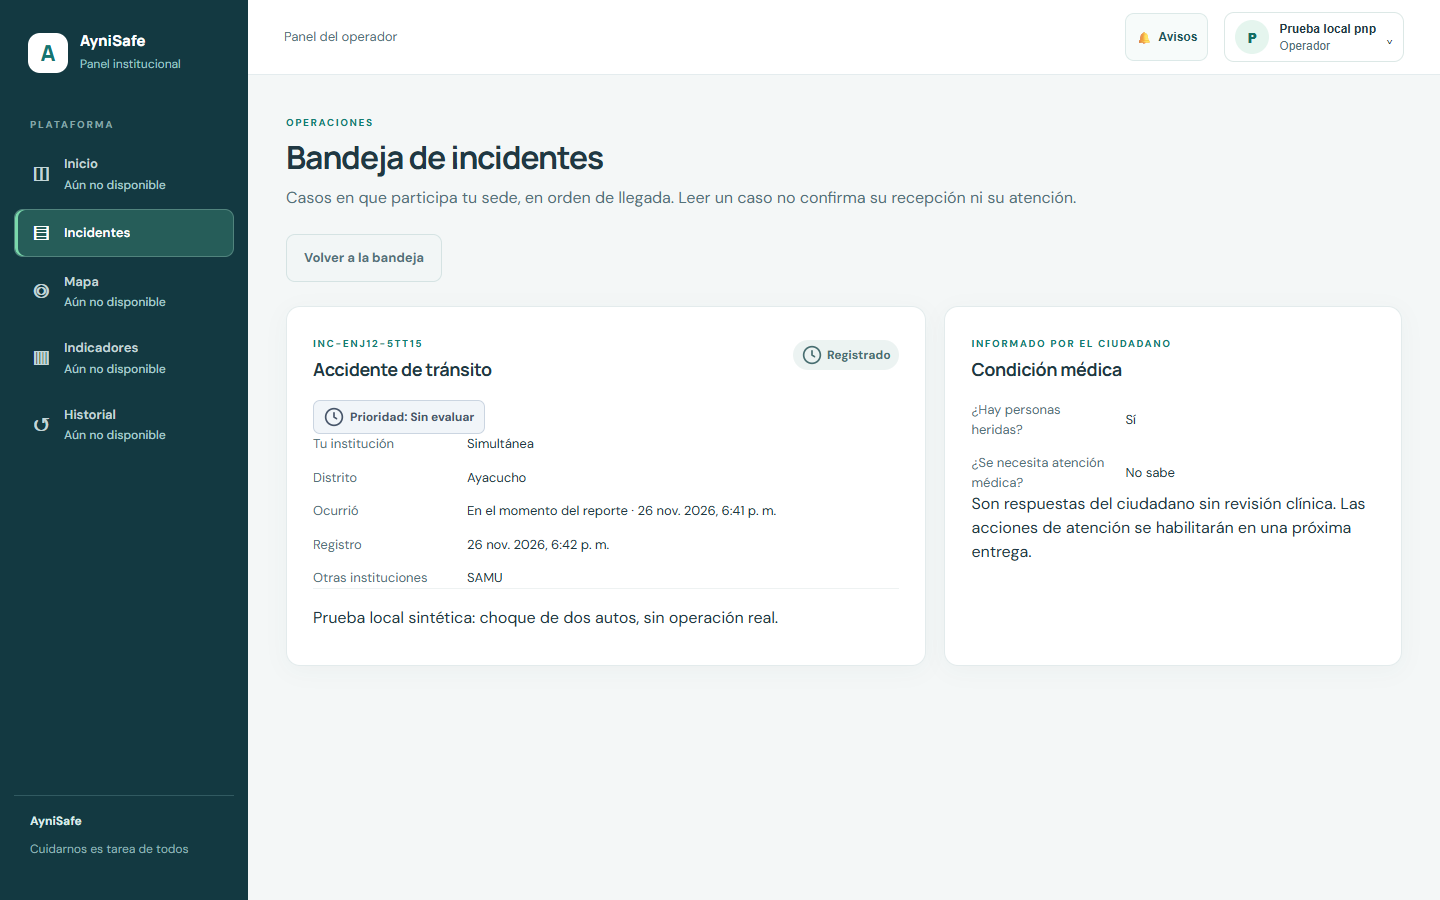 A
AyniSafe
Panel institucional
PLATAFORMA
Inicio
Aún no disponible
Incidentes
Mapa
Aún no disponible
Indicadores
Aún no disponible
Historial
Aún no disponible
AyniSafe
Cuidarnos es tarea de todos
Panel del operador
Avisos
P
Prueba local pnp
Operador
OPERACIONES
Bandeja de incidentes
Casos en que participa tu sede, en orden de llegada. Leer un caso no confirma su recepción ni su atención.
Volver a la bandeja
INC-ENJ12-5TT15
Accidente de tránsito
Registrado
Prioridad: Sin evaluar
Tu institución Simultánea
Distrito Ayacucho
Ocurrió En el momento del reporte · 26 nov. 2026, 6:41 p. m.
Registro 26 nov. 2026, 6:42 p. m.
Otras instituciones SAMU
Prueba local sintética: choque de dos autos, sin operación real.
INFORMADO POR EL CIUDADANO
Condición médica
¿Hay personas
heridas?
Sí
¿Se necesita atención
médica?
No sabe
Son respuestas del ciudadano sin revisión clínica. Las
acciones de atención se habilitarán en una próxima
entrega.